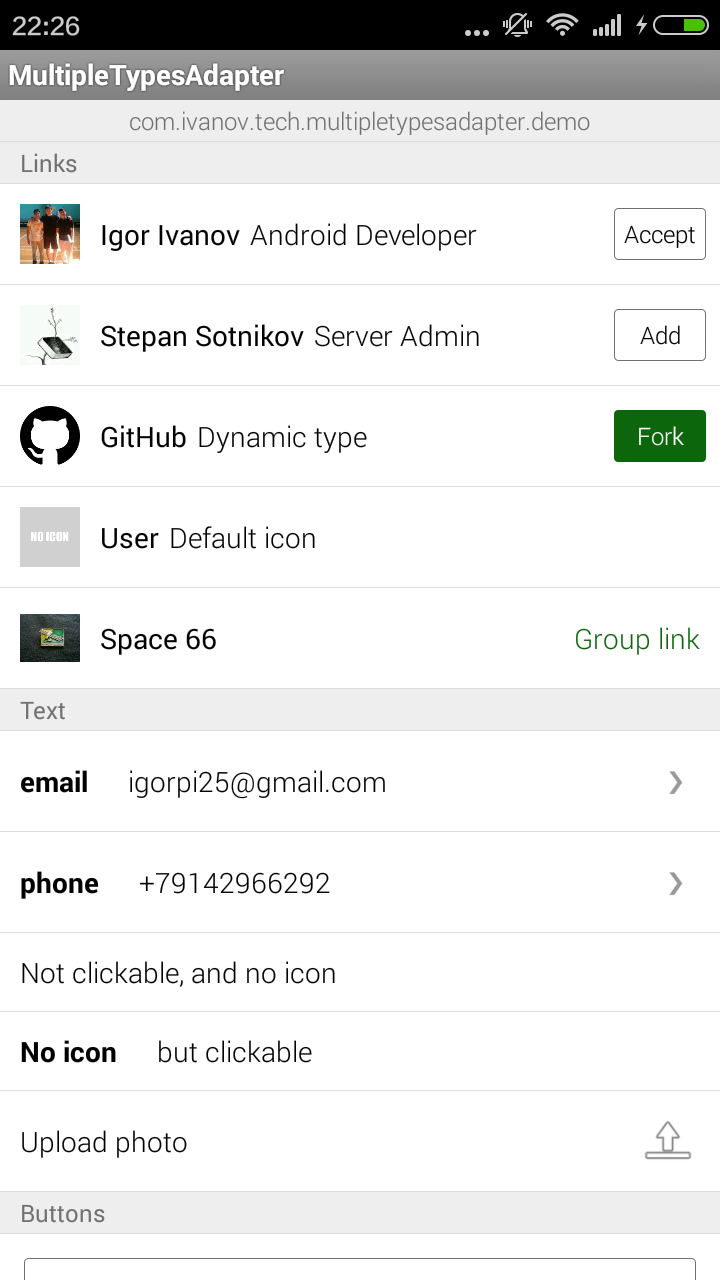 22:26
MultipleTypesAdapter
com.ivanov.tech.multipletypesadapter.demo
Links
Igor Ivanov Android Developer Accept
Stepan Sotnikov Server Admin Add
GitHub Dynamic type Fork
NO ICON User Default icon
Space 66 Group link
Text
email igorpi25@gmail.com
phone +79142966292
Not clickable, and no icon
No icon but clickable
Upload photo
Buttons